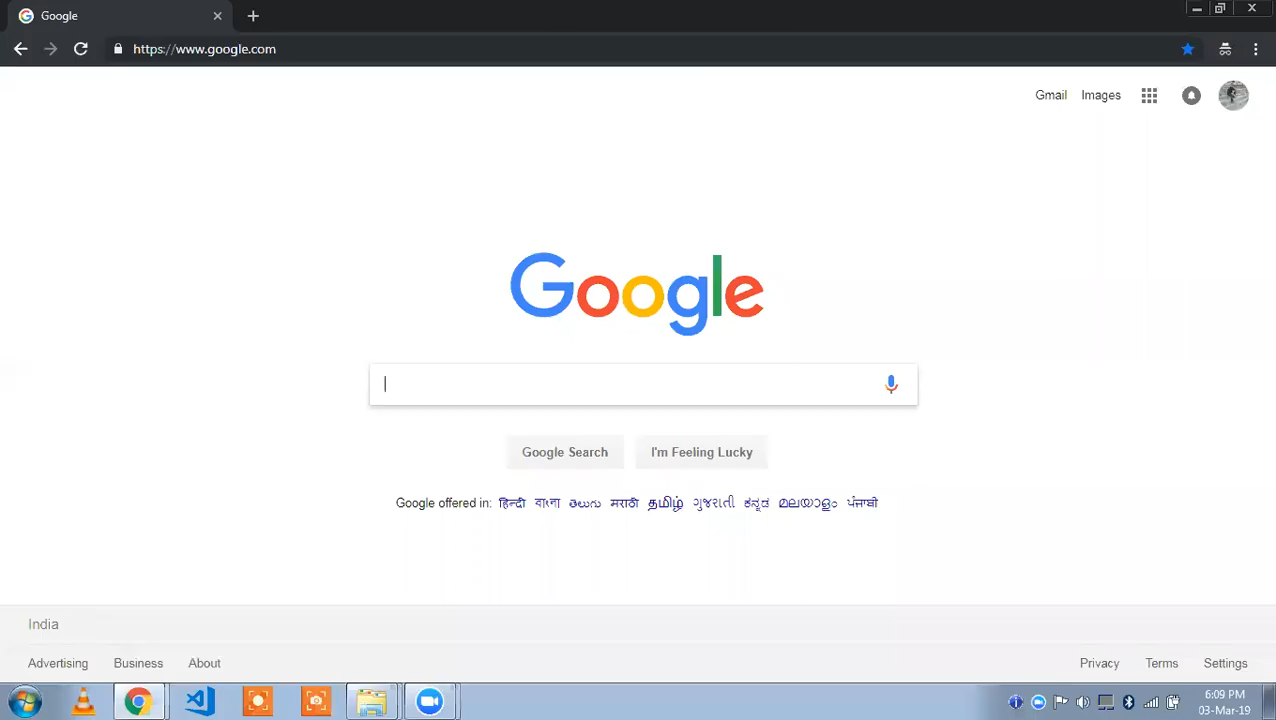 Google
https://www.google.com
Gmail Images
Google
Google Search I'm Feeling Lucky
Google offered in: हिन्दी বাংলা తెలుగు मराठी தமிழ் ગુજરાતી ಕನ್ನಡ മലയാളം ਪੰਜਾਬੀ
India
Advertising Business About Privacy Terms Settings
6:09 PM
03-Mar-19